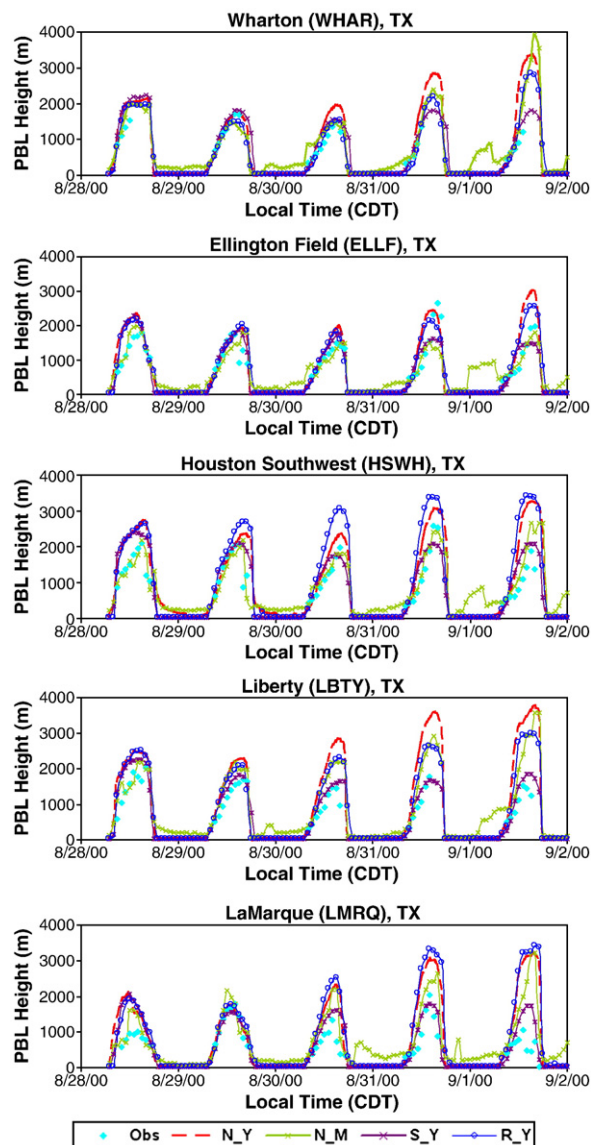 Wharton (WHAR), TX
PBL Height (m)
4000
3000
2000
1000
0
8/28/00 8/29/00 8/30/00 8/31/00 9/1/00 9/2/00
Local Time (CDT)
Ellington Field (ELLF), TX
PBL Height (m)
4000
3000
2000
1000
0
8/28/00 8/29/00 8/30/00 8/31/00 9/1/00 9/2/00
Local Time (CDT)
Houston Southwest (HSWH), TX
PBL Height (m)
4000
3000
2000
1000
0
8/28/00 8/29/00 8/30/00 8/31/00 9/1/00 9/2/00
Local Time (CDT)
Liberty (LBTY), TX
PBL Height (m)
4000
3000
2000
1000
0
8/28/00 8/29/00 8/30/00 8/31/00 9/1/00 9/2/00
Local Time (CDT)
LaMarque (LMRQ), TX
PBL Height (m)
4000
3000
2000
1000
0
8/28/00 8/29/00 8/30/00 8/31/00 9/1/00 9/2/00
Local Time (CDT)
Obs N_Y N_M S_Y R_Y